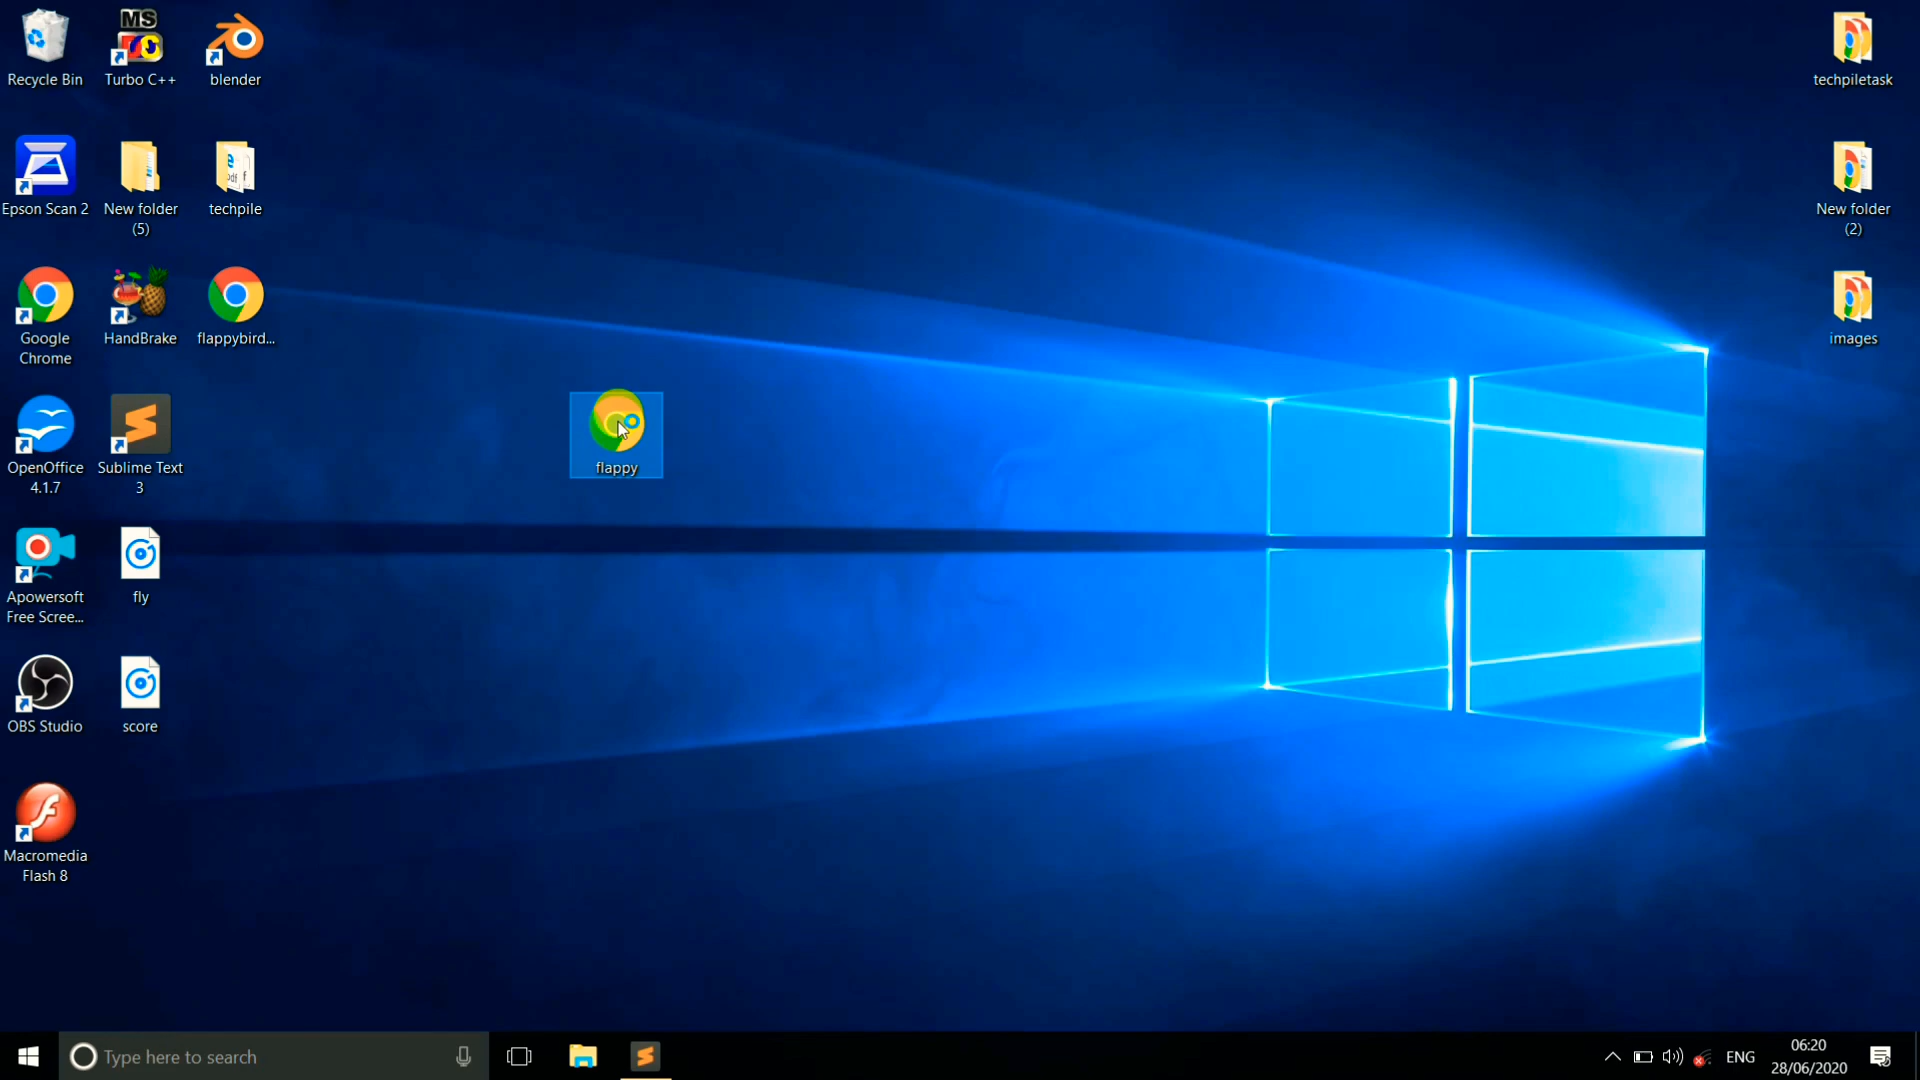 Recycle Bin
MS
Turbo C++
blender
techpiletask
Epson Scan 2
New folder
(5)
pdf
techpile
New folder
(2)
Google
Chrome
HandBrake
flappybird...
images
OpenOffice
4.1.7
Sublime Text
3
flappy
Apowersoft
Free Scree...
fly
OBS Studio
score
Macromedia
Flash 8
Type here to search
ENG
06:20
28/06/2020